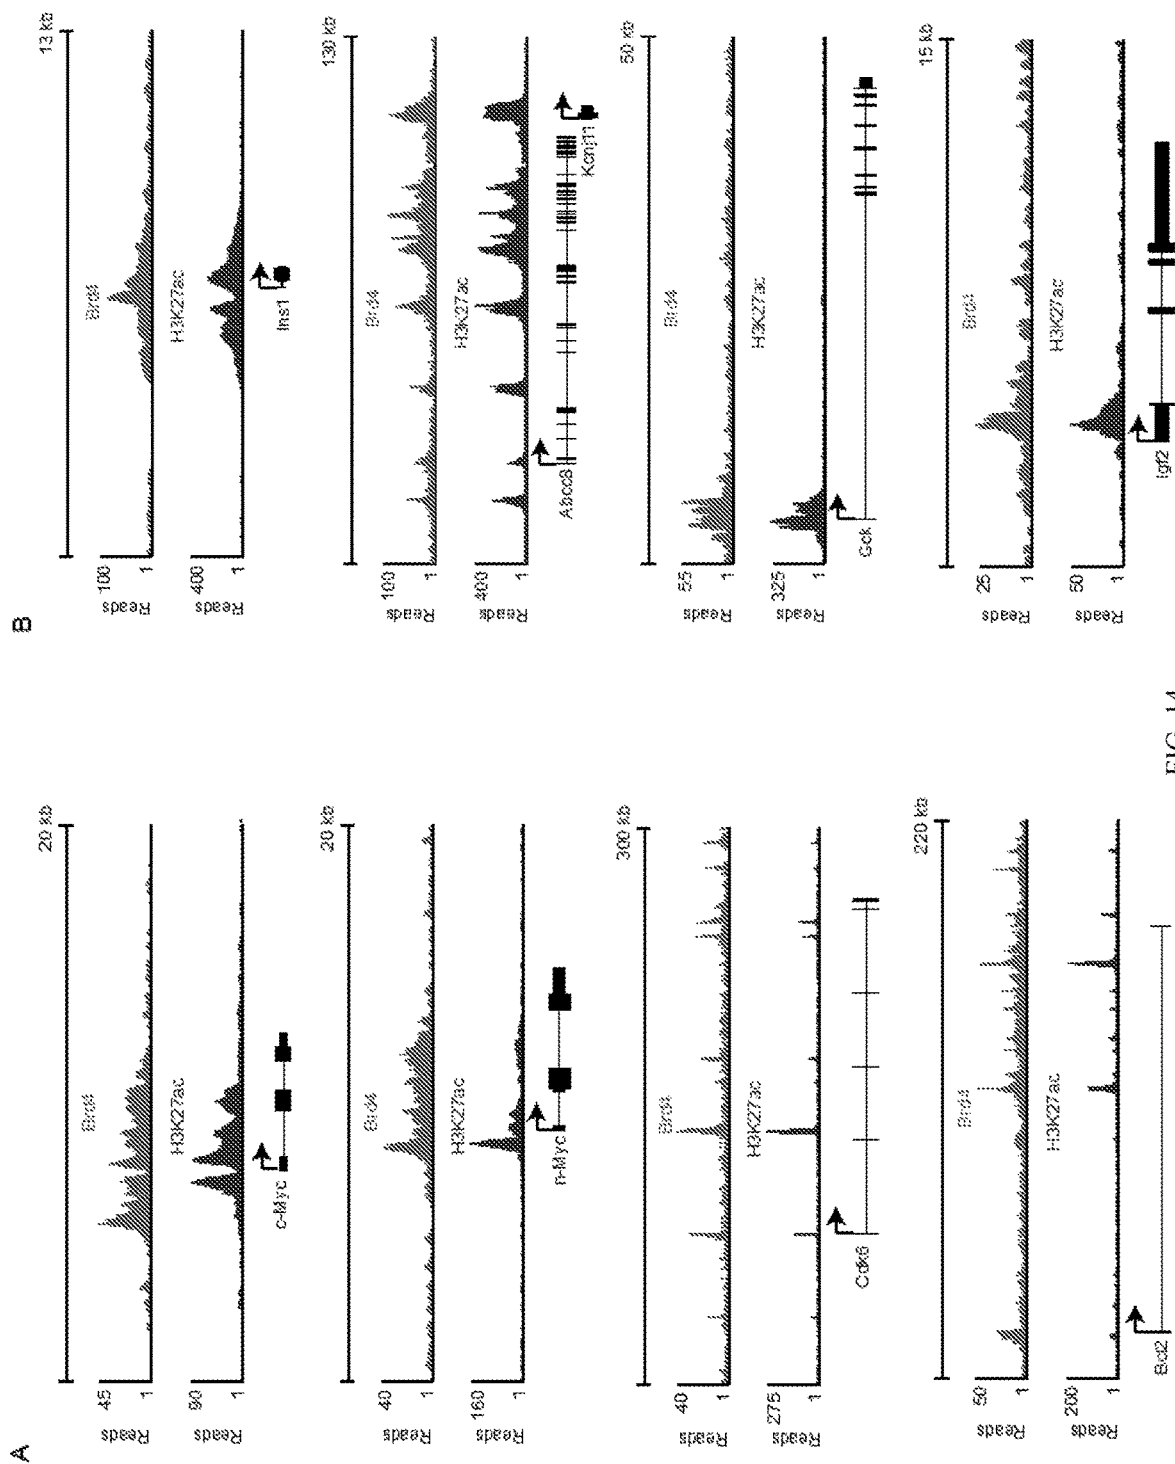 A
20 kb
Reads
45
1
Brd4
Reads
90
1
H3K27ac
c-Myc
20 kb
Reads
40
1
Brd4
Reads
160
1
H3K27ac
n-Myc
300 kb
Reads
40
1
Brd4
Reads
275
1
H3K27ac
Cdk6
220 kb
Reads
50
1
Brd4
Reads
200
1
H3K27ac
Bcl2
B
13 kb
Reads
100
1
Brd4
Reads
400
1
H3K27ac
Ins1
130 kb
Reads
100
1
Brd4
Reads
400
1
H3K27ac
Abcc8
Kcnj11
50 kb
Reads
55
1
Brd4
Reads
325
1
H3K27ac
Gck
15 kb
Reads
25
1
Brd4
Reads
50
1
H3K27ac
Igf2
FIG. 14